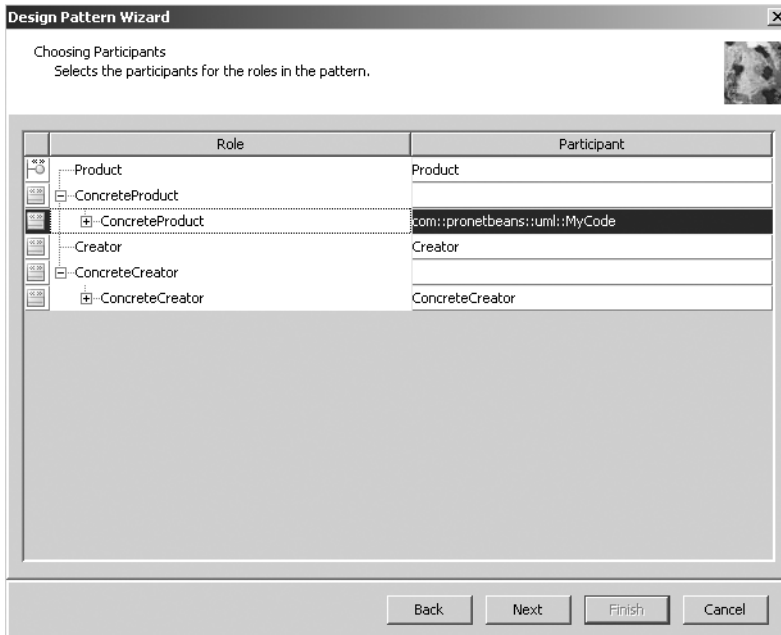 Design Pattern Wizard
Choosing Participants
Selects the participants for the roles in the pattern.
Role Participant
Product Product
ConcreteProduct
ConcreteProduct com::pronetbeans::uml::MyCode
Creator Creator
ConcreteCreator
ConcreteCreator ConcreteCreator
Back Next Finish Cancel